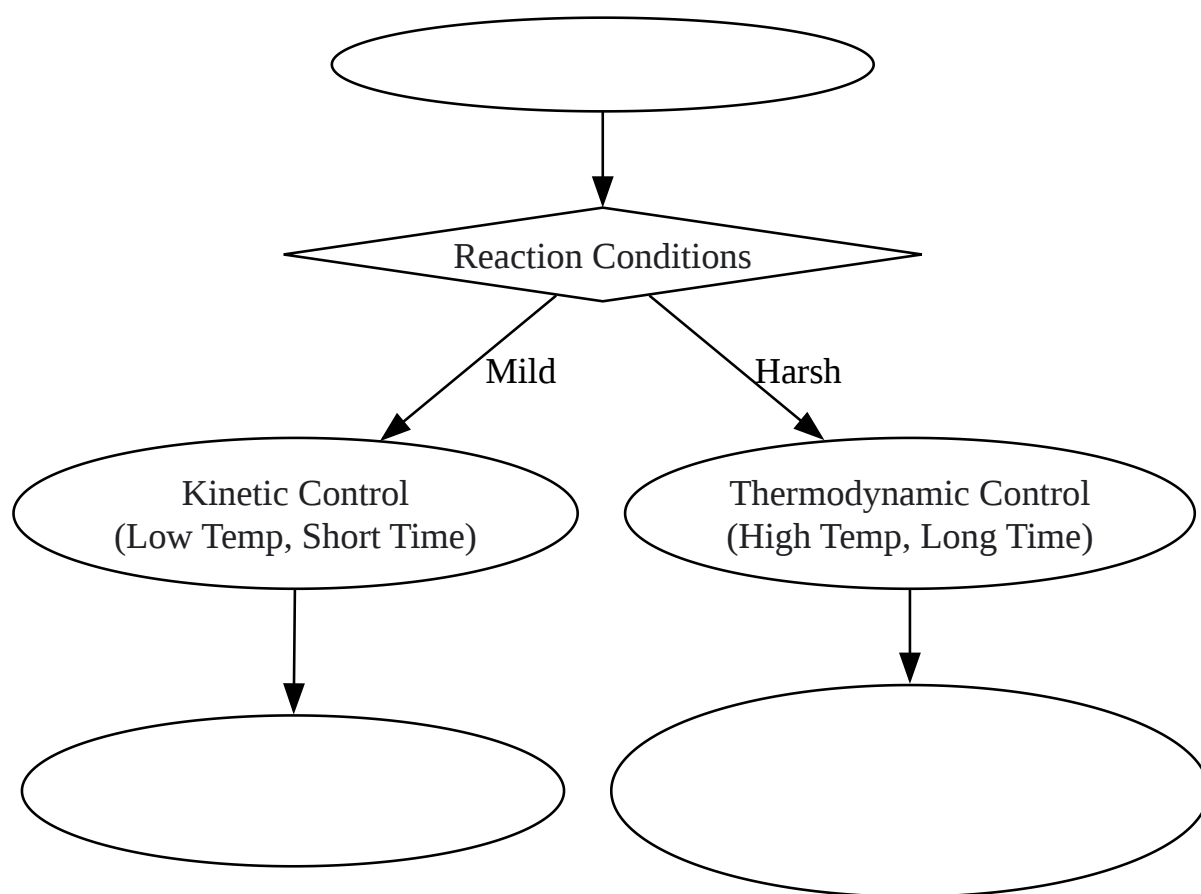 Reaction Conditions
Mild
Harsh
Kinetic Control
(Low Temp, Short Time)
Thermodynamic Control
(High Temp, Long Time)